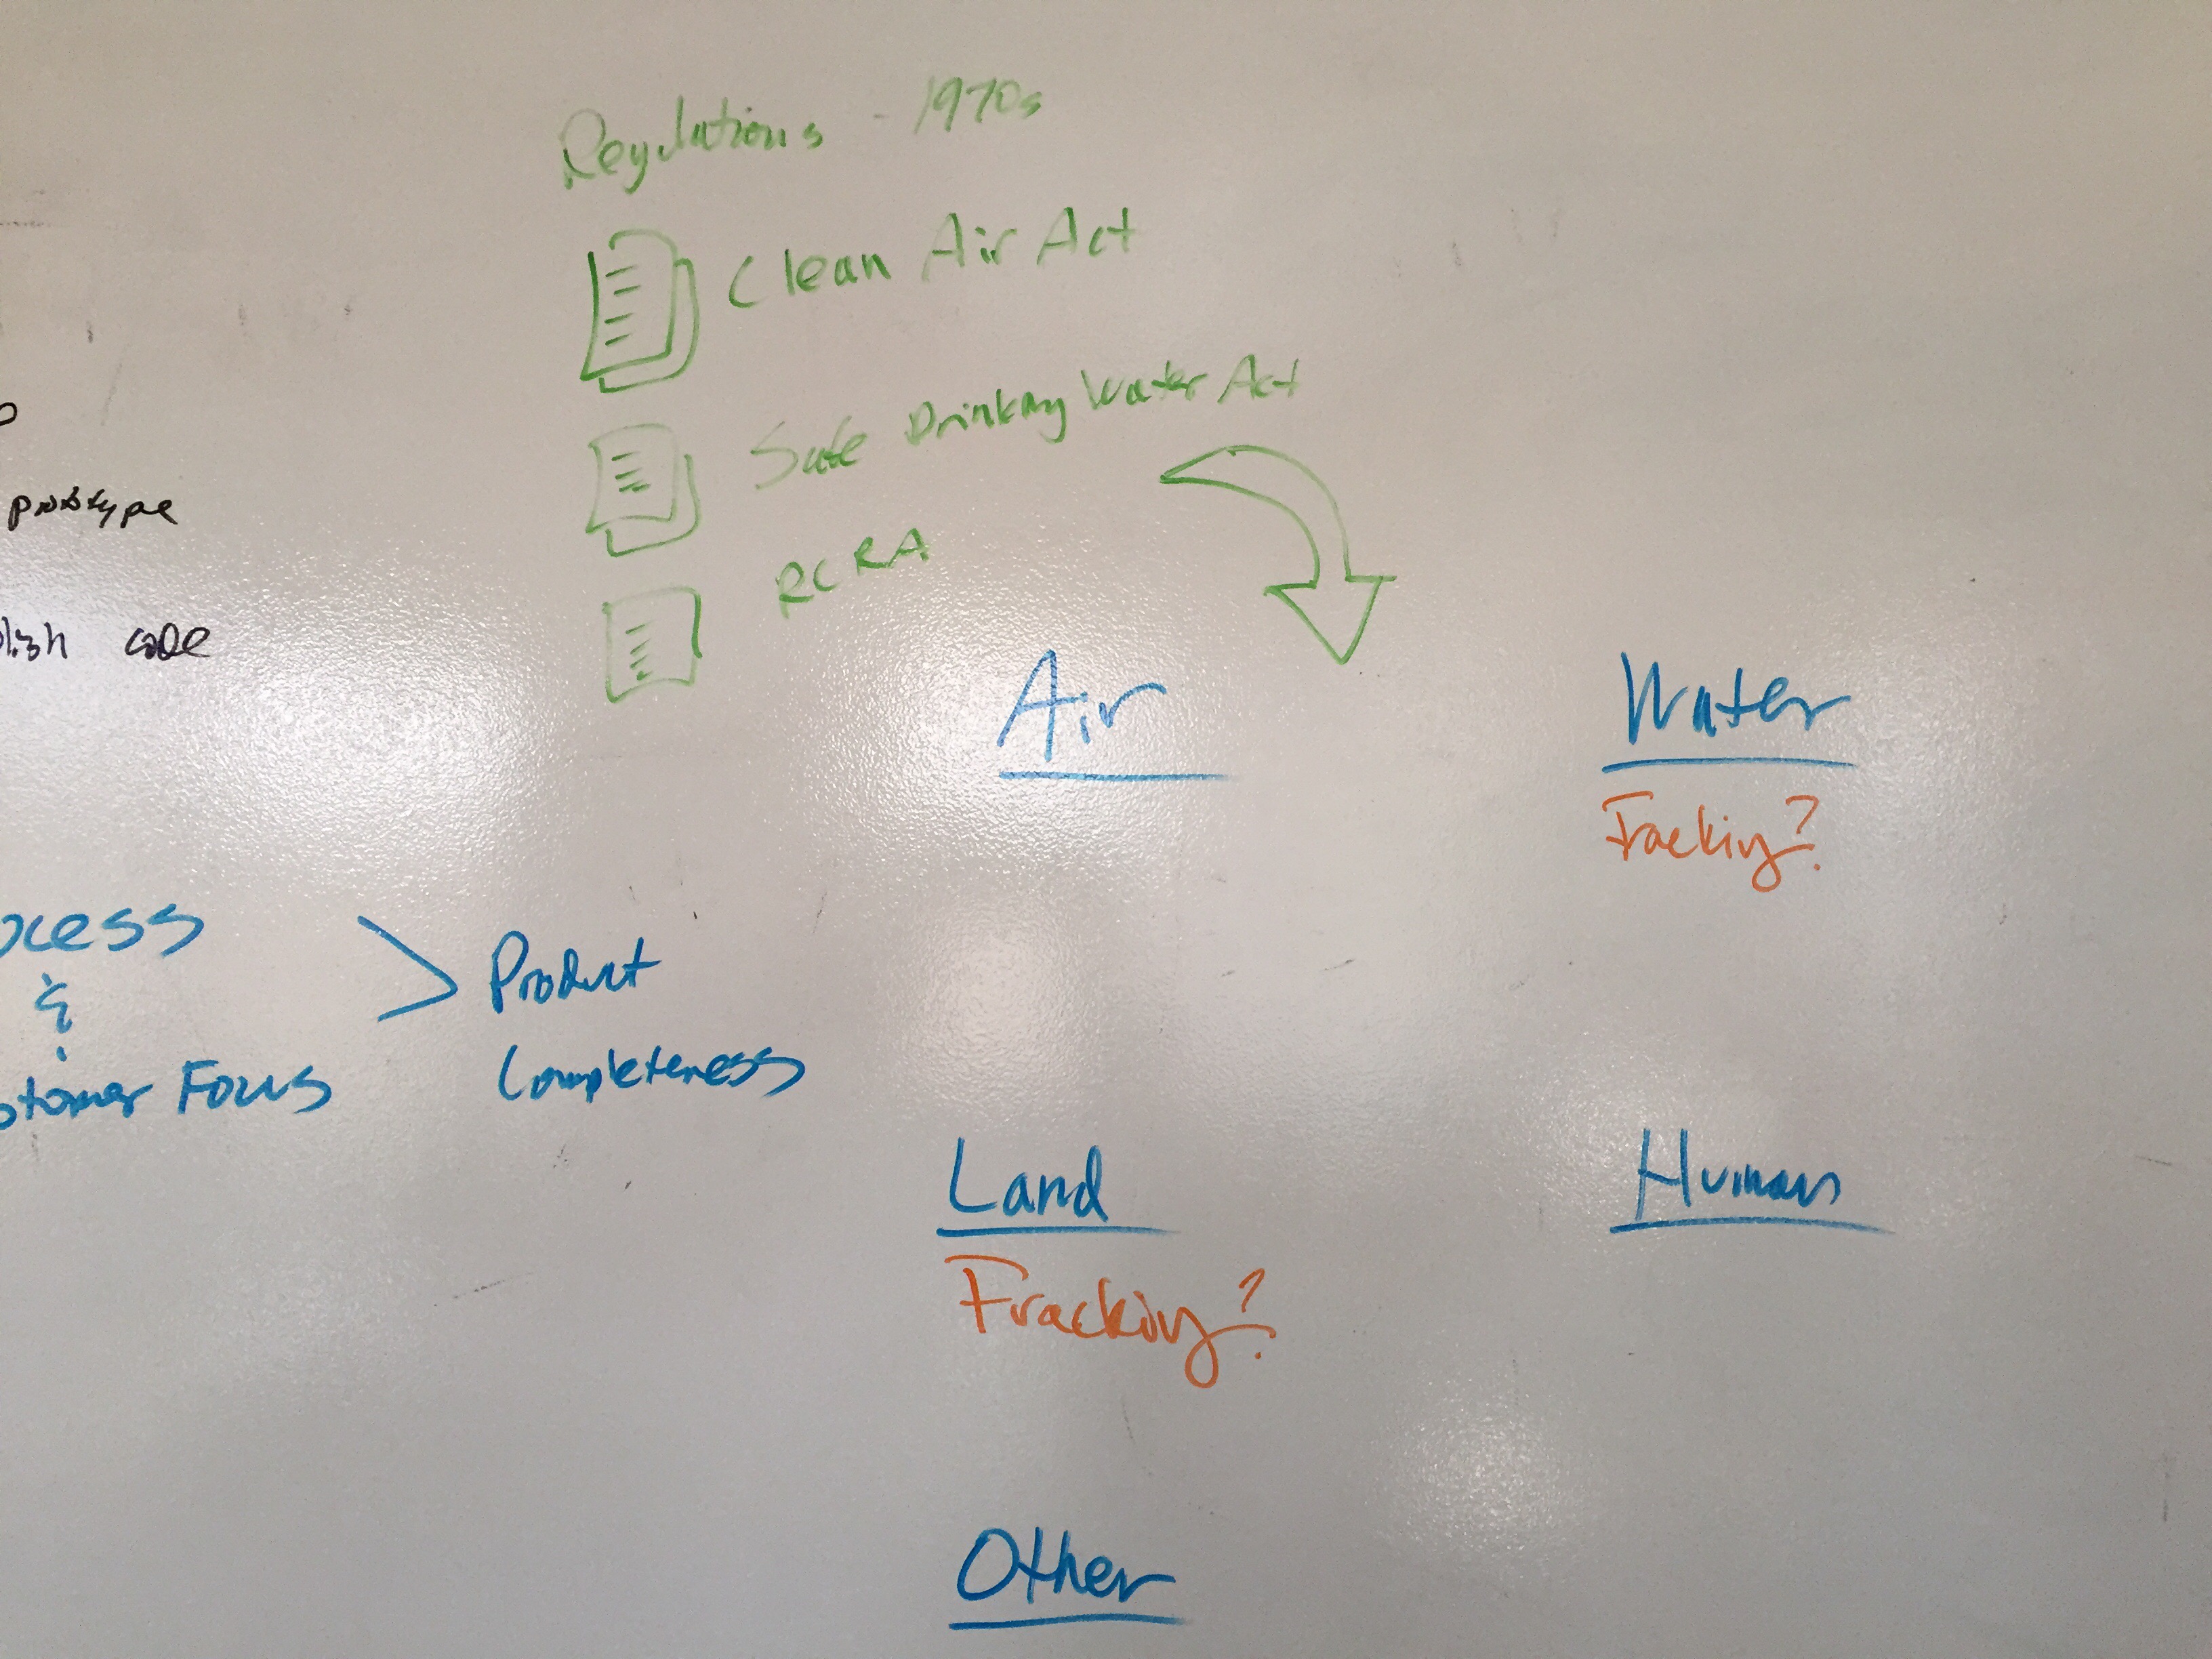 Regulations - 1970s
Clean Air Act
Safe Drinking Water Act
RCRA
prototype
code
Air
Water
Fracking?
ocess
&
Product
Completeness
stomer Focus
Land
Human
Fracking?
Other